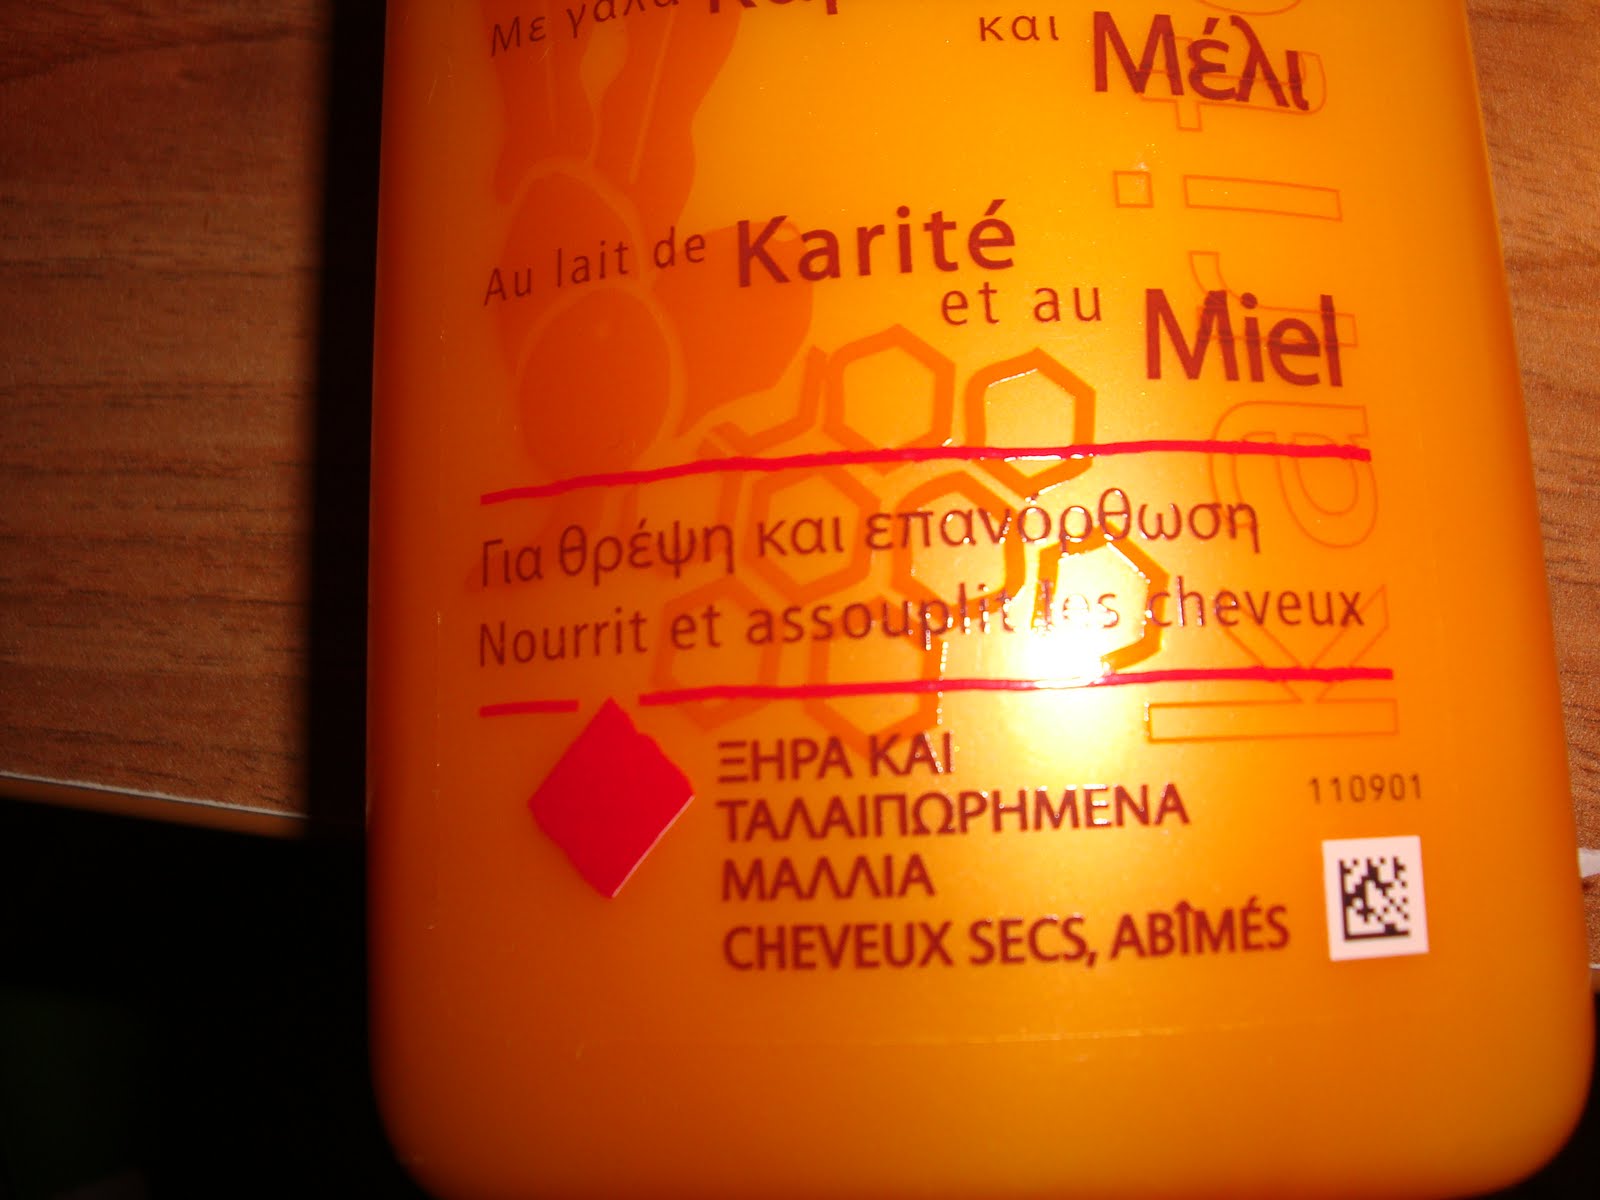 Με γάλα
και Μέλι
Au lait de Karité
et au Miel
Για θρέψη και επανόρθωση
Nourrit et assouplit les cheveux
ΞΗΡΑ ΚΑΙ
ΤΑΛΑΙΠΩΡΗΜΕΝΑ
ΜΑΛΛΙΑ
CHEVEUX SECS, ABÎMÉS
110901
karité